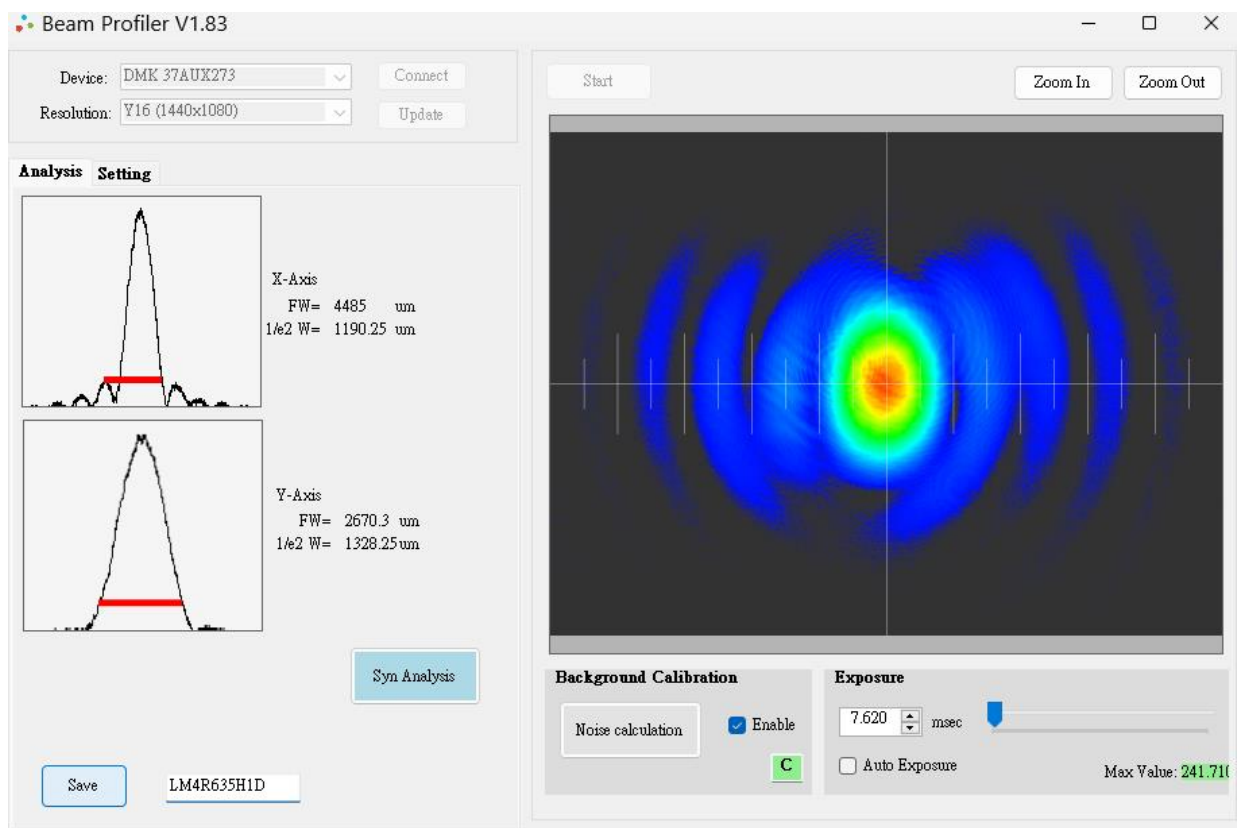 Beam Profiler V1.83
Device: DMK 37AUX273 Connect
Resolution: Y16 (1440x1080) Update
Analysis Setting
X-Axis
FW= 4485 um
1/e2 W= 1190.25 um
Y-Axis
FW= 2670.3 um
1/e2 W= 1328.25 um
Syn Analysis
Save LM4R635H1D
Start Zoom In Zoom Out
Background Calibration
Noise calculation Enable
C
Exposure
7.620 msec
Auto Exposure Max Value: 241.710